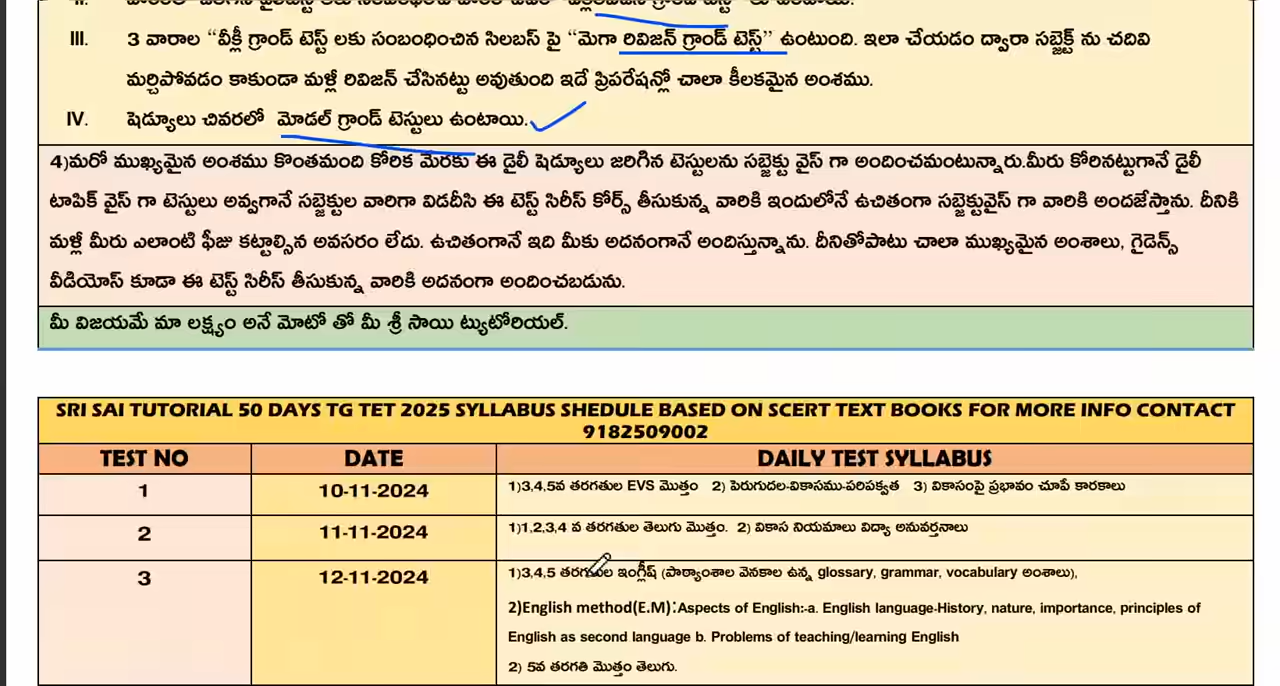 III. 3 వారాల "వీక్లీ గ్రాండ్ టెస్ట్ లకు సంబంధించిన సిలబస్ పై "మెగా రివిజన్ గ్రాండ్ టెస్ట్" ఉంటుంది. ఇలా చేయడం ద్వారా సబ్జెక్ట్ ను చదివి
మర్చిపోవడం కాకుండా మళ్లీ రివిజన్ చేసినట్టు అవుతుంది ఇదే ప్రిపరేషన్లో చాలా కీలకమైన అంశము.
IV. షెడ్యూలు చివరలో మోడల్ గ్రాండ్ టెస్టులు ఉంటాయి.
4)మరో ముఖ్యమైన అంశము కొంతమంది కోరిక మేరకు ఈ డైలీ షెడ్యూలు జరిగిన టెస్టులను సబ్జెక్టు వైస్ గా అందించమంటున్నారు.మీరు కోరినట్టుగానే డైలీ
టాపిక్ వైస్ గా టెస్టులు అవ్వగానే సబ్జెక్టుల వారిగా విడదీసి ఈ టెస్ట్ సిరీస్ కోర్స్ తీసుకున్న వారికి ఇందులోనే ఉచితంగా సబ్జెక్టువైస్ గా వారికి అందజేస్తాను. దీనికి
మళ్లీ మీరు ఎలాంటి ఫీజు కట్టాల్సిన అవసరం లేదు. ఉచితంగానే ఇది మీకు అదనంగానే అందిస్తున్నాను. దీనితోపాటు చాలా ముఖ్యమైన అంశాలు, గైడెన్స్
వీడియోస్ కూడా ఈ టెస్ట్ సిరీస్ తీసుకున్న వారికి అదనంగా అందించబడును.
మీ విజయమే మా లక్ష్యం అనే మోటో తో మీ శ్రీ సాయి ట్యుటోరియల్.
SRI SAI TUTORIAL 50 DAYS TG TET 2025 SYLLABUS SHEDULE BASED ON SCERT TEXT BOOKS FOR MORE INFO CONTACT
9182509002
TEST NO DATE DAILY TEST SYLLABUS
1 10-11-2024 1)3,4,5వ తరగతుల EVS మొత్తం 2) పెరుగుదల-వికాసము-పరిపక్వత 3) వికాసంపై ప్రభావం చూపే కారకాలు
2 11-11-2024 1)1,2,3,4 వ తరగతుల తెలుగు మొత్తం. 2) వికాస నియమాలు విద్యా అనువర్తనాలు
3 12-11-2024 1)3,4,5 తరగతుల ఇంగ్లీష్ (పాఠ్యాంశాల వెనకాల ఉన్న glossary, grammar, vocabulary అంశాలు),
2)English method(E.M):Aspects of English:-a. English language-History, nature, importance, principles of
English as second language b. Problems of teaching/learning English
2) 5వ తరగతి మొత్తం తెలుగు.